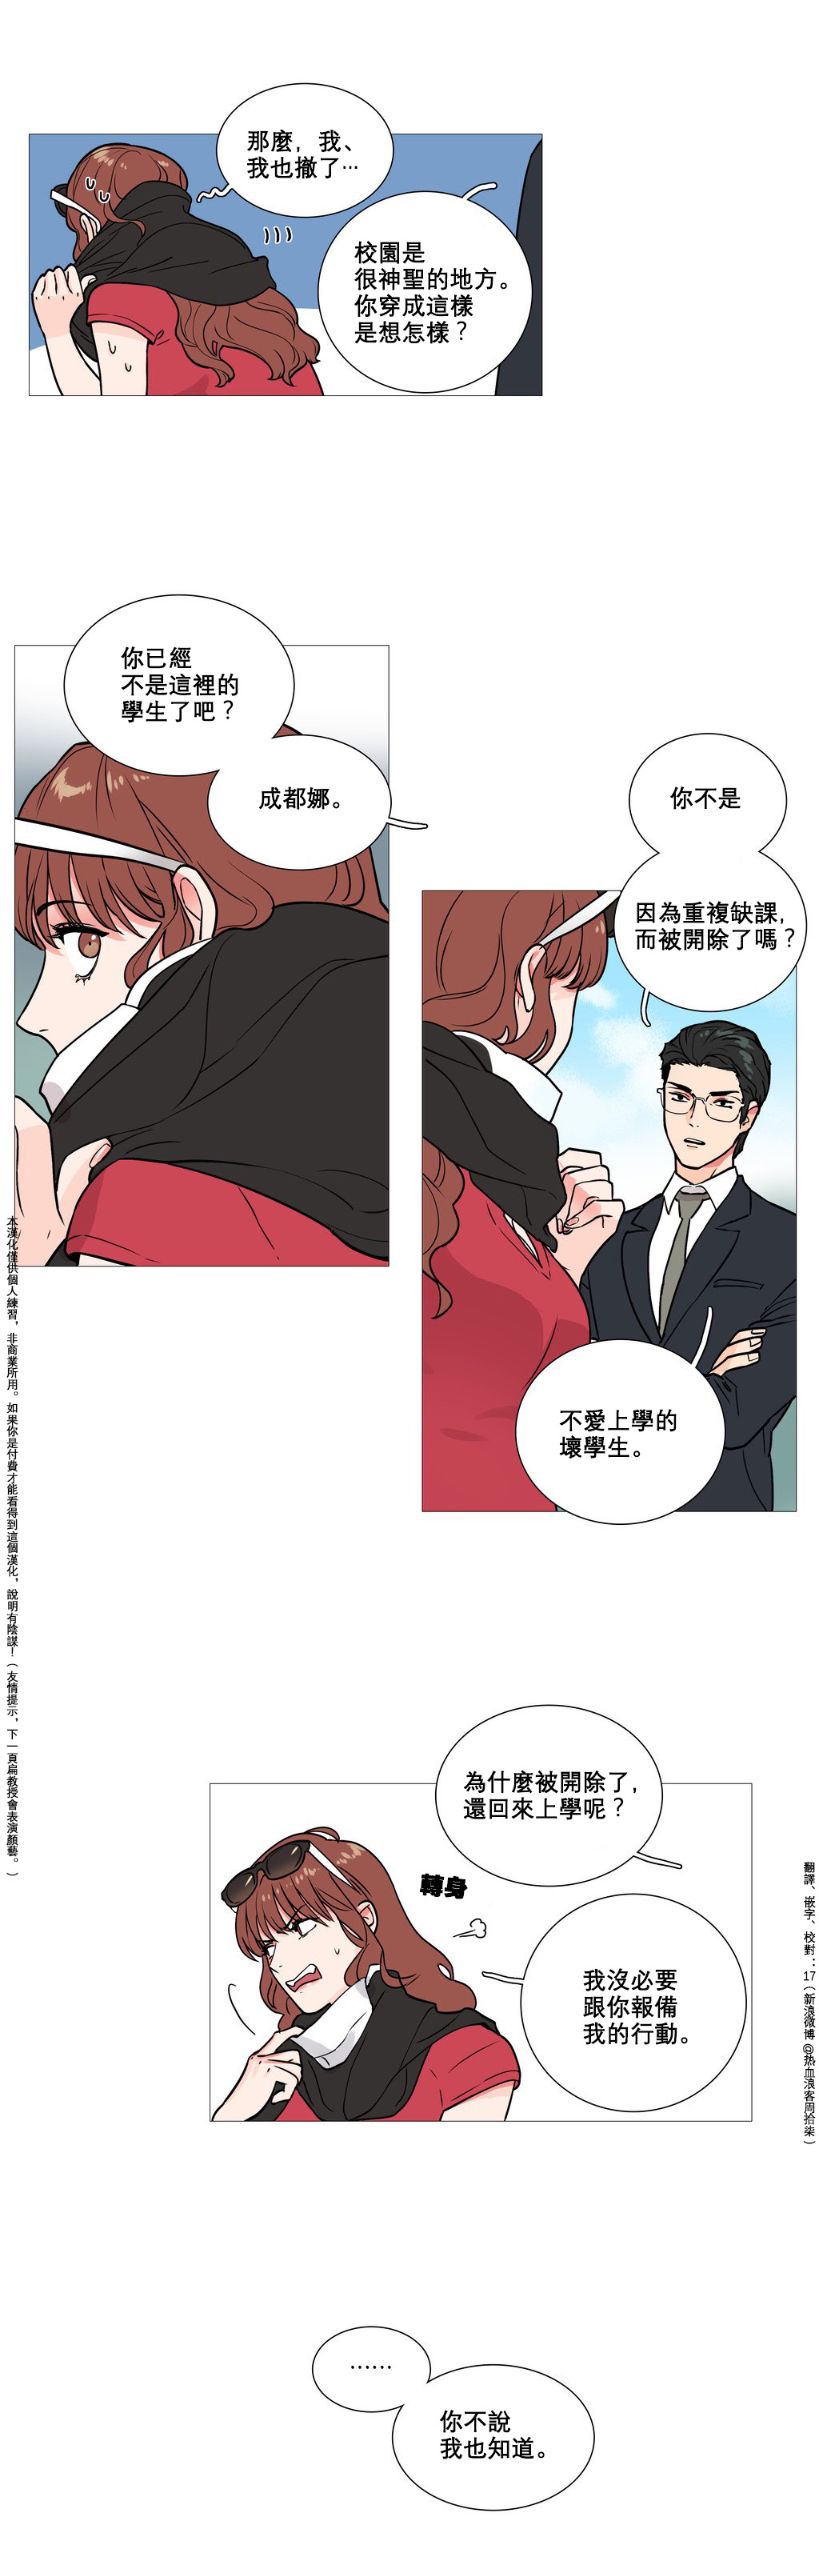 那麼，我、
我也撤了…
校園是
很神聖的地方。
你穿成這樣
是想怎樣？
你已經
不是這裡的
學生了吧？
成都娜。
你不是
因為重複缺課，
而被開除了嗎？
不愛上學的
壞學生。
本漢化僅供個人練習，非商業所用。如果你是付費才能看得到這個漢化，說明有陰謀！（友情提示，下一頁扁教授會表演顏藝。）
為什麼被開除了，
還回來上學呢？
轉身
我沒必要
跟你報備
我的行動。
翻譯、嵌字、校對：17（新浪微博@热血浪客周拾柒）
……
你不說
我也知道。